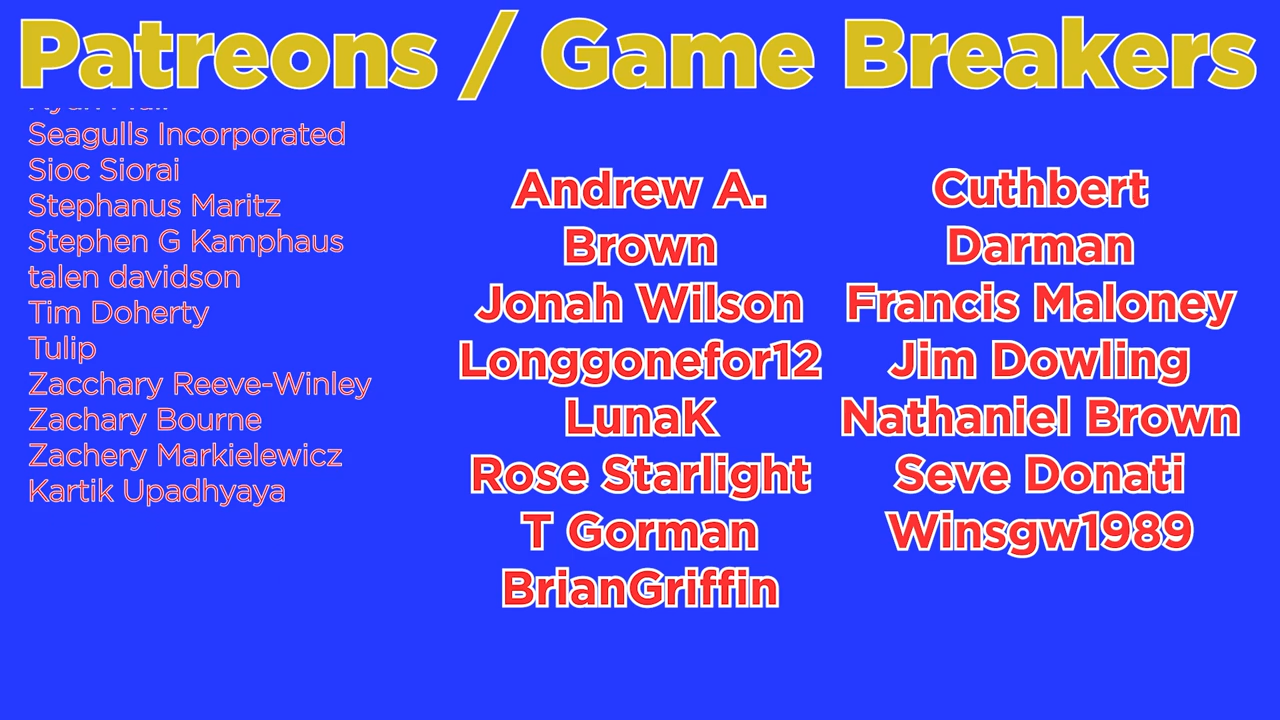 Patreons / Game Breakers
Seagulls Incorporated
Sioc Siorai
Stephanus Maritz
Stephen G Kamphaus
talen davidson
Tim Doherty
Tulip
Zacchary Reeve-Winley
Zachary Bourne
Zachery Markielewicz
Kartik Upadhyaya
Andrew A.
Brown
Jonah Wilson
Longgonefor12
LunaK
Rose Starlight
T Gorman
BrianGriffin
Cuthbert
Darman
Francis Maloney
Jim Dowling
Nathaniel Brown
Seve Donati
Winsgw1989